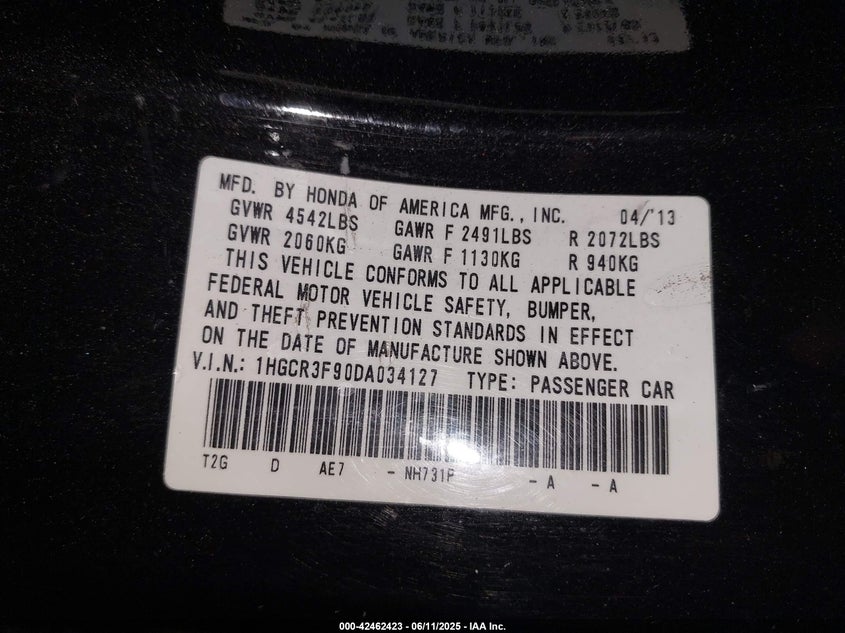 MFD. BY HONDA OF AMERICA MFG., INC. 04/'13
GVWR 4542LBS GAWR F 2491LBS R 2072LBS
GVWR 2060KG GAWR F 1130KG R 940KG
THIS VEHICLE CONFORMS TO ALL APPLICABLE
FEDERAL MOTOR VEHICLE SAFETY, BUMPER,
AND THEFT PREVENTION STANDARDS IN EFFECT
ON THE DATE OF MANUFACTURE SHOWN ABOVE.
V.I.N.: 1HGCR3F90DA034127 TYPE: PASSENGER CAR
T2G D AE7 - NH731P - A - A
000-42462423 - 06/11/2025 - IAA Inc.